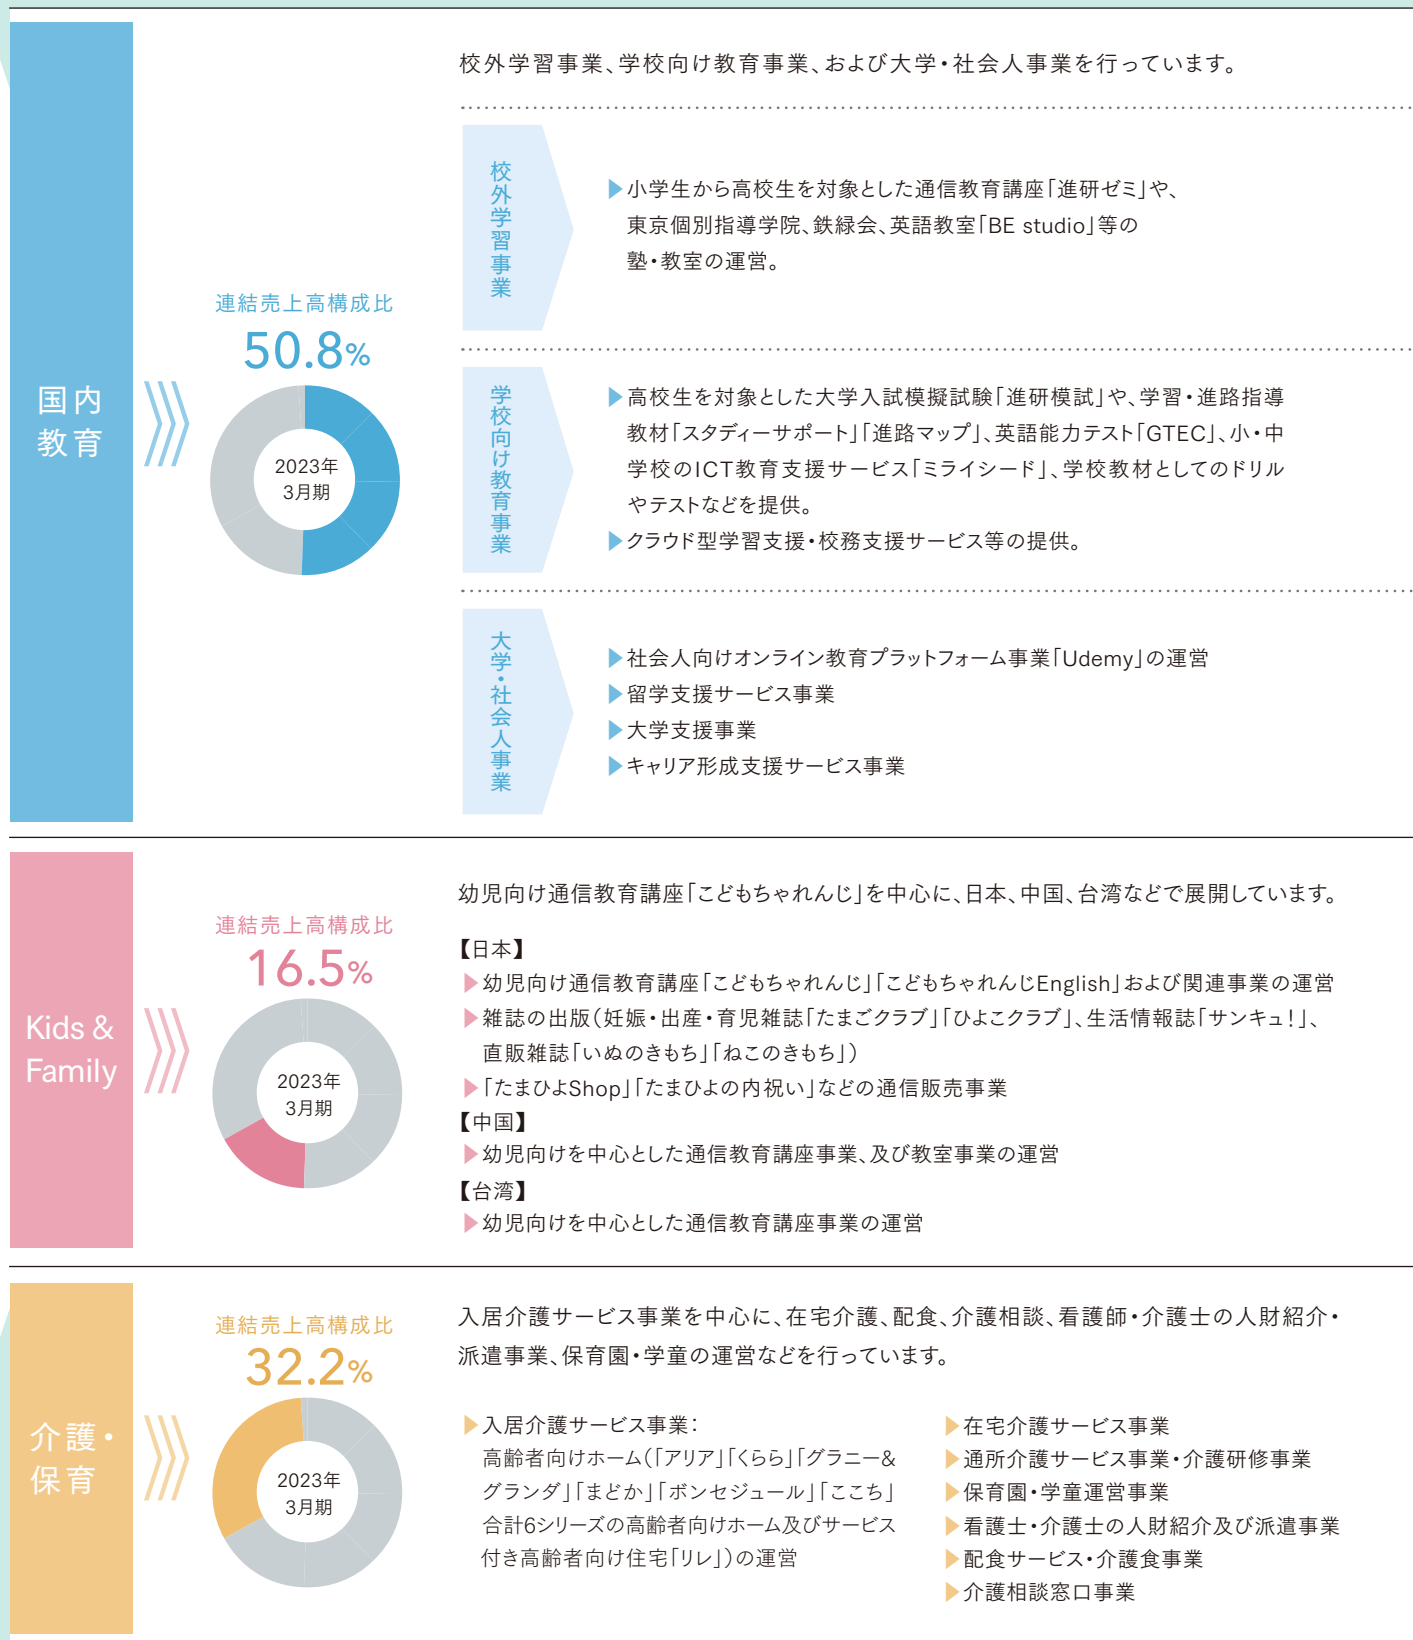 国内
教育
連結売上高構成比
50.8%
2023年
3月期
校外学習事業、学校向け教育事業、および大学・社会人事業を行っています。
校外学習事業
▶小学生から高校生を対象とした通信教育講座「進研ゼミ」や、
東京個別指導学院、鉄緑会、英語教室「BE studio」等の
塾・教室の運営。
学校向け教育事業
▶高校生を対象とした大学入試模擬試験「進研模試」や、学習・進路指導
教材「スタディーサポート」「進路マップ」、英語能力テスト「GTEC」、小・中
学校のICT教育支援サービス「ミライシード」、学校教材としてのドリル
やテストなどを提供。
▶クラウド型学習支援・校務支援サービス等の提供。
大学・社会人事業
▶社会人向けオンライン教育プラットフォーム事業「Udemy」の運営
▶留学支援サービス事業
▶大学支援事業
▶キャリア形成支援サービス事業
Kids &
Family
連結売上高構成比
16.5%
2023年
3月期
幼児向け通信教育講座「こどもちゃれんじ」を中心に、日本、中国、台湾などで展開しています。
【日本】
▶幼児向け通信教育講座「こどもちゃれんじ」「こどもちゃれんじEnglish」および関連事業の運営
▶雑誌の出版（妊娠・出産・育児雑誌「たまごクラブ」「ひよこクラブ」、生活情報誌「サンキュ！」、
直販雑誌「いぬのきもち」「ねこのきもち」）
▶「たまひよShop」「たまひよの内祝い」などの通信販売事業
【中国】
▶幼児向けを中心とした通信教育講座事業、及び教室事業の運営
【台湾】
▶幼児向けを中心とした通信教育講座事業の運営
介護・
保育
連結売上高構成比
32.2%
2023年
3月期
入居介護サービス事業を中心に、在宅介護、配食、介護相談、看護師・介護士の人財紹介・
派遣事業、保育園・学童の運営などを行っています。
▶入居介護サービス事業：
高齢者向けホーム（「アリア」「くらら」「グラニー&
グランダ」「まどか」「ボンセジュール」「ここち」
合計6シリーズの高齢者向けホーム及びサービス
付き高齢者向け住宅「リレ」）の運営
▶在宅介護サービス事業
▶通所介護サービス事業・介護研修事業
▶保育園・学童運営事業
▶看護士・介護士の人財紹介及び派遣事業
▶配食サービス・介護食事業
▶介護相談窓口事業